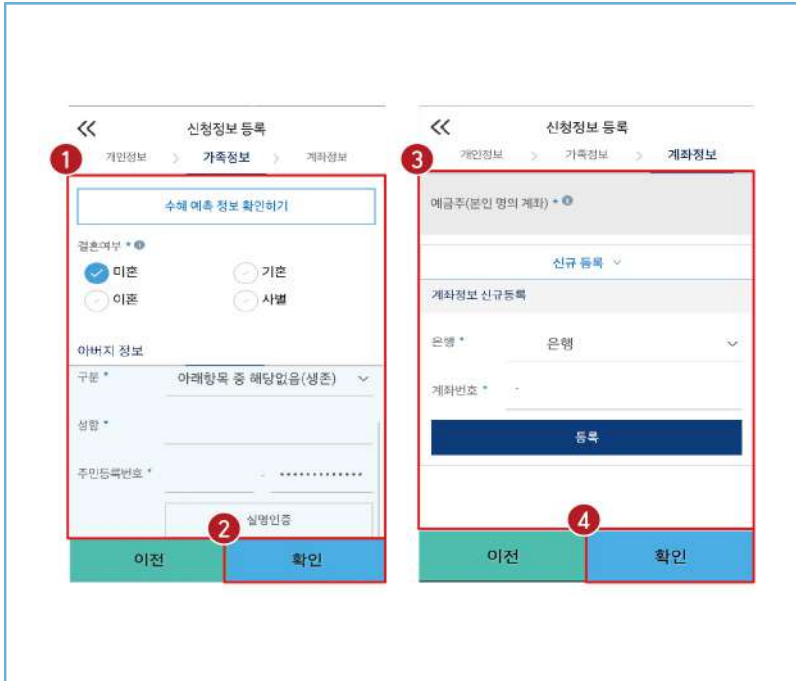 신청정보 등록
1
개인정보 > 가족정보 > 계좌정보
수혜 예측 정보 확인하기
결혼여부 *
미혼
기혼
이혼
사별
아버지 정보
구분 * 아래항목 중 해당없음(생존)
성함 *
주민등록번호 * - •••••••••••••
실명인증
2
이전
확인
신청정보 등록
3
개인정보 > 가족정보 > 계좌정보
예금주(본인 명의 계좌) *
신규 등록
계좌정보 신규등록
은행 * 은행
계좌번호 * -
등록
4
이전
확인